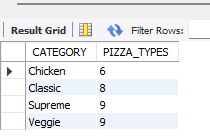 Result Grid Filter Rows:
CATEGORY PIZZA_TYPES
Chicken 6
Classic 8
Supreme 9
Veggie 9